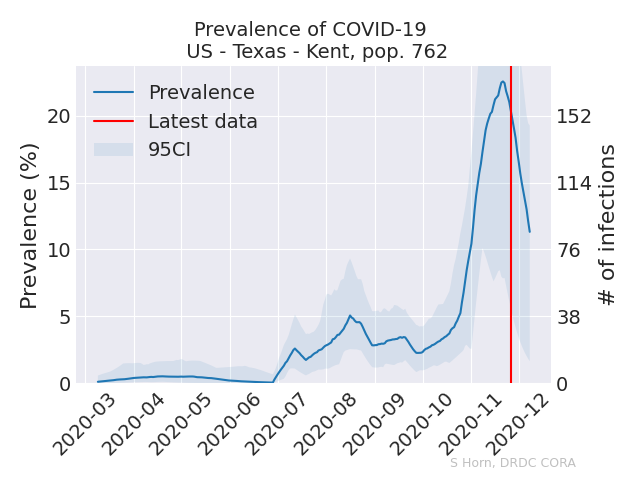 Prevalence of COVID-19
US - Texas - Kent, pop. 762
Prevalence
Latest data
95CI
Prevalence (%)
20
15
10
5
0
152
114
76
38
0
# of infections
2020-03
2020-04
2020-05
2020-06
2020-07
2020-08
2020-09
2020-10
2020-11
2020-12
S Horn, DRDC CORA